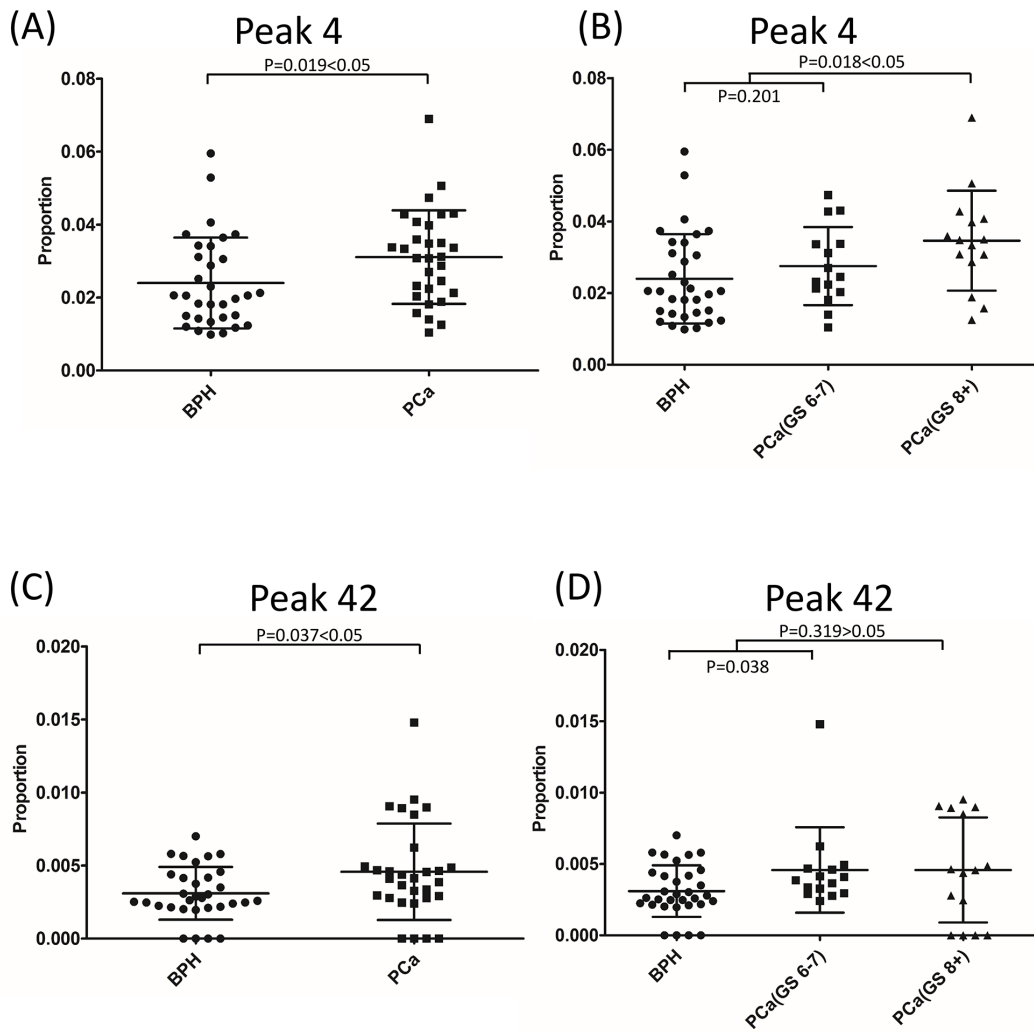 (A)
Peak 4
P=0.019<0.05
0.08
0.06
0.04
0.02
0.00
Proportion
BPH
PCa
(B)
Peak 4
P=0.018<0.05
P=0.201
0.08
0.06
0.04
0.02
0.00
Proportion
BPH
PCa(GS 6-7)
PCa(GS 8+)
(C)
Peak 42
P=0.037<0.05
0.020
0.015
0.010
0.005
0.000
Proportion
BPH
PCa
(D)
Peak 42
P=0.319>0.05
P=0.038
0.020
0.015
0.010
0.005
0.000
Proportion
BPH
PCa(GS 6-7)
PCa(GS 8+)